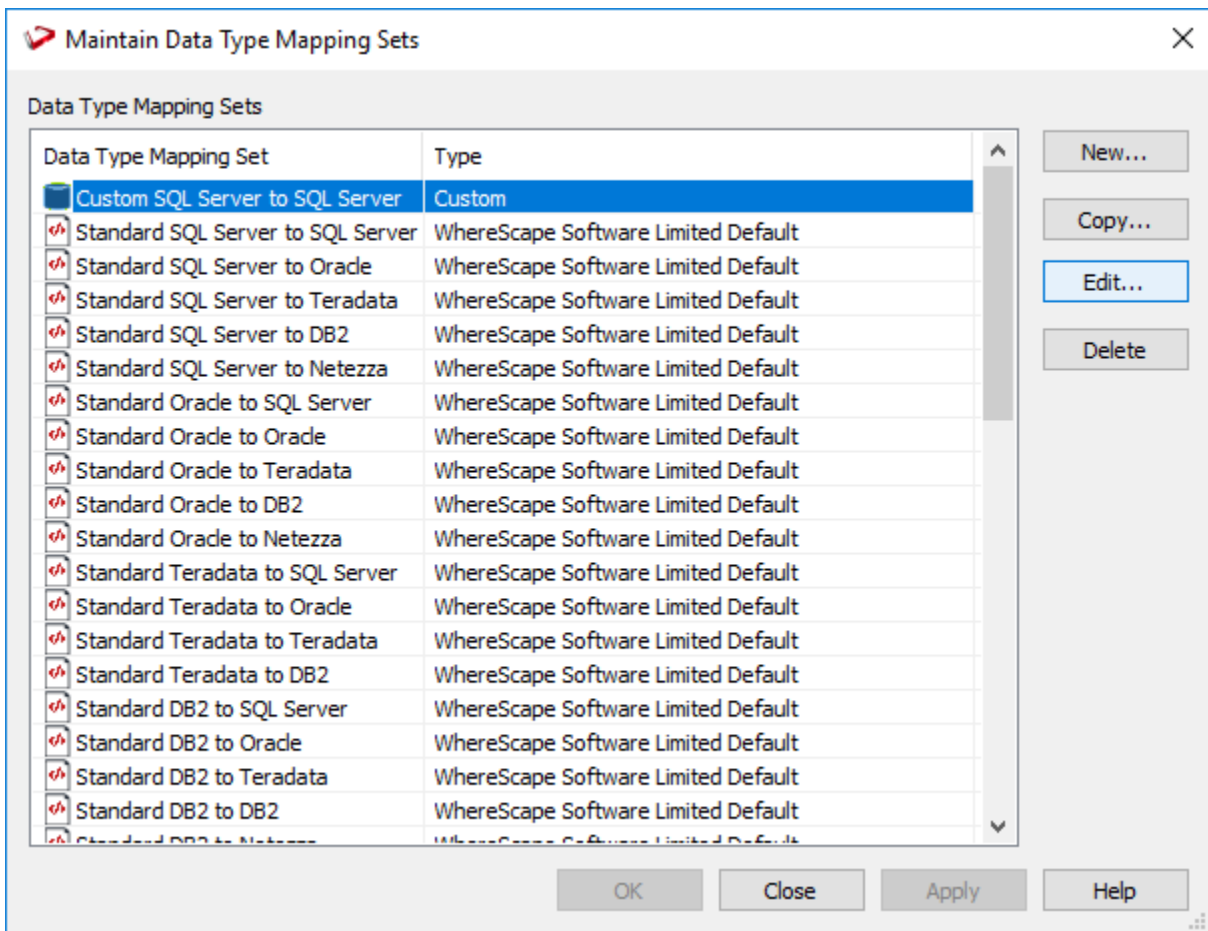 Maintain Data Type Mapping Sets
Data Type Mapping Sets
Data Type Mapping Set Type
Custom SQL Server to SQL Server Custom
Standard SQL Server to SQL Server WhereScape Software Limited Default
Standard SQL Server to Oracle WhereScape Software Limited Default
Standard SQL Server to Teradata WhereScape Software Limited Default
Standard SQL Server to DB2 WhereScape Software Limited Default
Standard SQL Server to Netezza WhereScape Software Limited Default
Standard Oracle to SQL Server WhereScape Software Limited Default
Standard Oracle to Oracle WhereScape Software Limited Default
Standard Oracle to Teradata WhereScape Software Limited Default
Standard Oracle to DB2 WhereScape Software Limited Default
Standard Oracle to Netezza WhereScape Software Limited Default
Standard Teradata to SQL Server WhereScape Software Limited Default
Standard Teradata to Oracle WhereScape Software Limited Default
Standard Teradata to Teradata WhereScape Software Limited Default
Standard Teradata to DB2 WhereScape Software Limited Default
Standard DB2 to SQL Server WhereScape Software Limited Default
Standard DB2 to Oracle WhereScape Software Limited Default
Standard DB2 to Teradata WhereScape Software Limited Default
Standard DB2 to DB2 WhereScape Software Limited Default
Standard DB2 to Netezza WhereScape Software Limited Default
New...
Copy...
Edit...
Delete
OK Close Apply Help